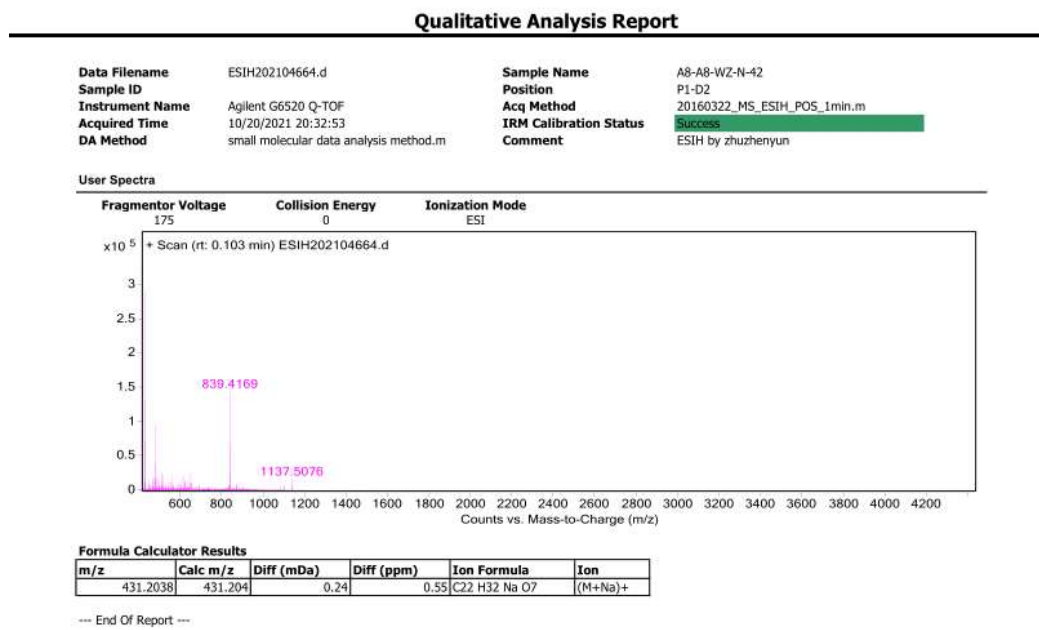 Qualitative Analysis Report
Data Filename ESIH202104664.d Sample Name A8-A8-WZ-N-42
Sample ID Position P1-D2
Instrument Name Agilent G6520 Q-TOF Acq Method 20160322_MS_ESIH_POS_1min.m
Acquired Time 10/20/2021 20:32:53 IRM Calibration Status Success
DA Method small molecular data analysis method.m Comment ESIH by zhuzhenyun
User Spectra
Fragmentor Voltage Collision Energy Ionization Mode
175 0 ESI
x10 5 + Scan (rt: 0.103 min) ESIH202104664.d
3
2.5
2
1.5 839.4169
1
0.5 1137.5076
0
600 800 1000 1200 1400 1600 1800 2000 2200 2400 2600 2800 3000 3200 3400 3600 3800 4000 4200
Counts vs. Mass-to-Charge (m/z)
Formula Calculator Results
m/z Calc m/z Diff (mDa) Diff (ppm) Ion Formula Ion
431.2038 431.204 0.24 0.55 C22 H32 Na O7 (M+Na)+
--- End Of Report ---